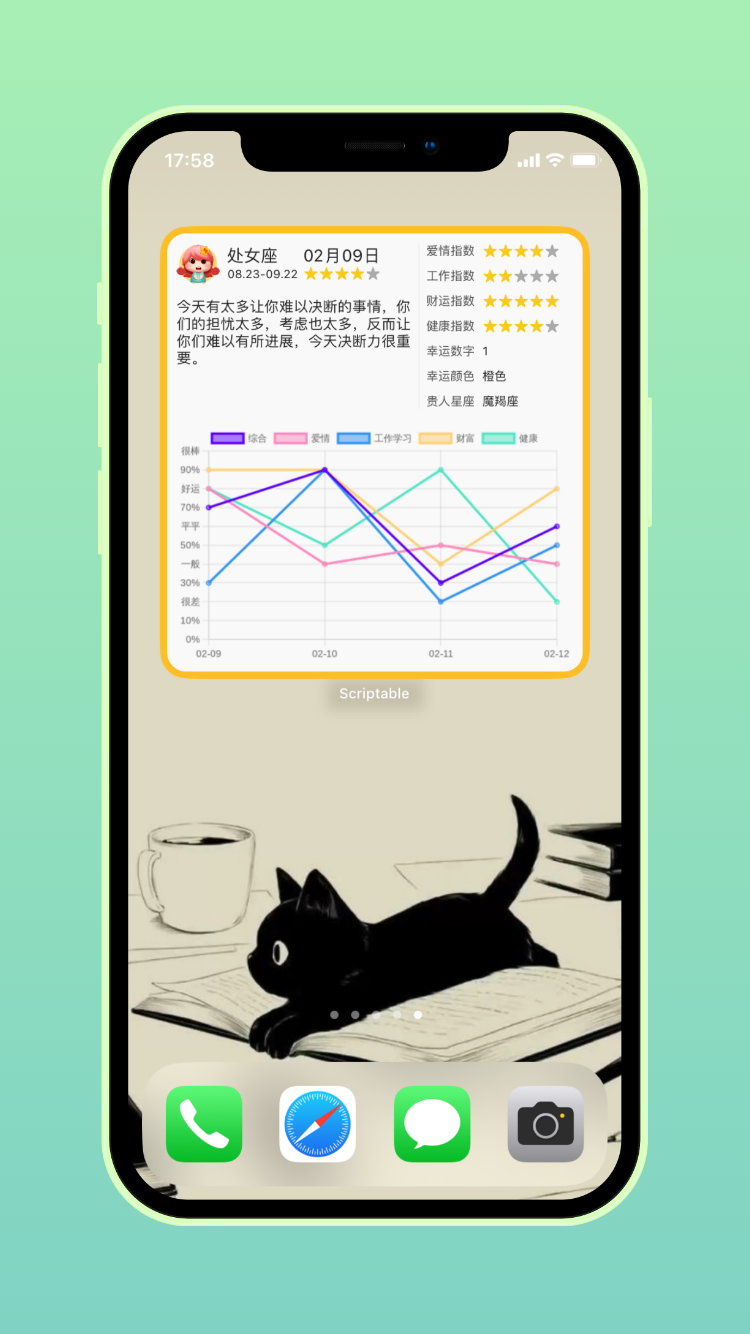 17:58
处女座 02月09日
08.23-09.22
今天有太多让你难以决断的事情，你
们的担忧太多，考虑也太多，反而让
你们难以有所进展，今天决断力很重
要。
爱情指数
工作指数
财运指数
健康指数
幸运数字 1
幸运颜色 橙色
贵人星座 魔羯座
综合 爱情 工作学习 财富 健康
很棒
90%
好运
70%
平平
50%
一般
30%
很差
10%
0%
02-09 02-10 02-11 02-12
Scriptable